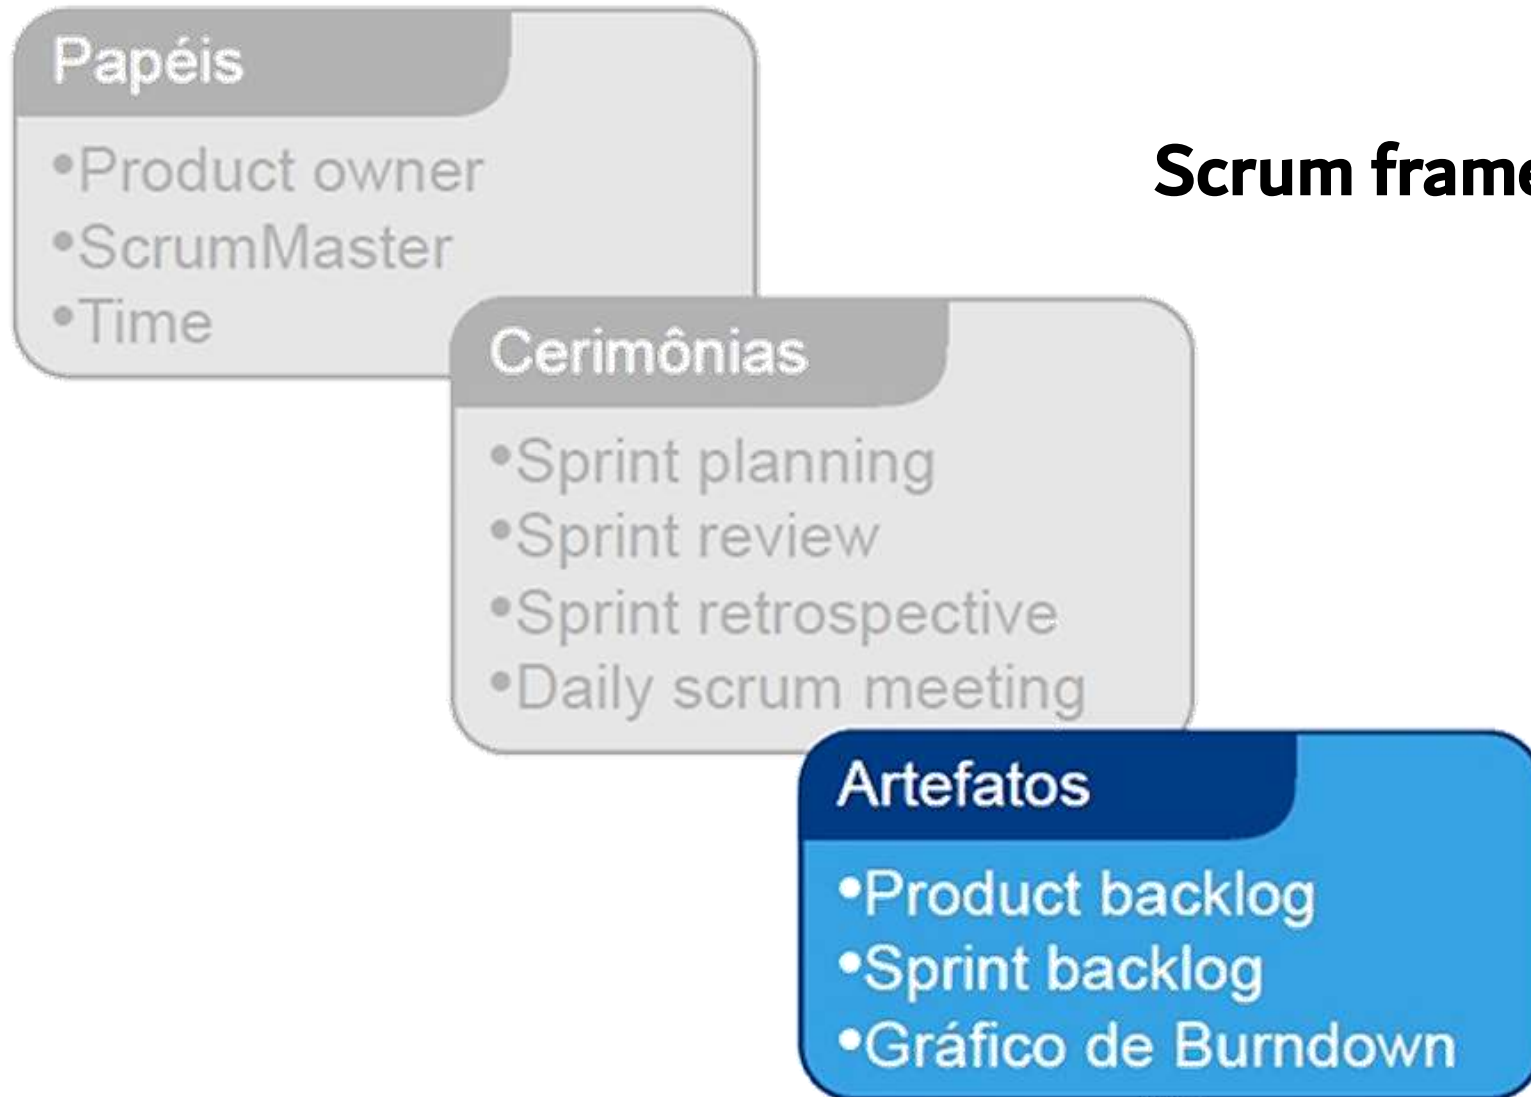 Papéis
•Product owner
•ScrumMaster
•Time
Scrum frame
Cerimônias
•Sprint planning
•Sprint review
•Sprint retrospective
•Daily scrum meeting
Artefatos
•Product backlog
•Sprint backlog
•Gráfico de Burndown